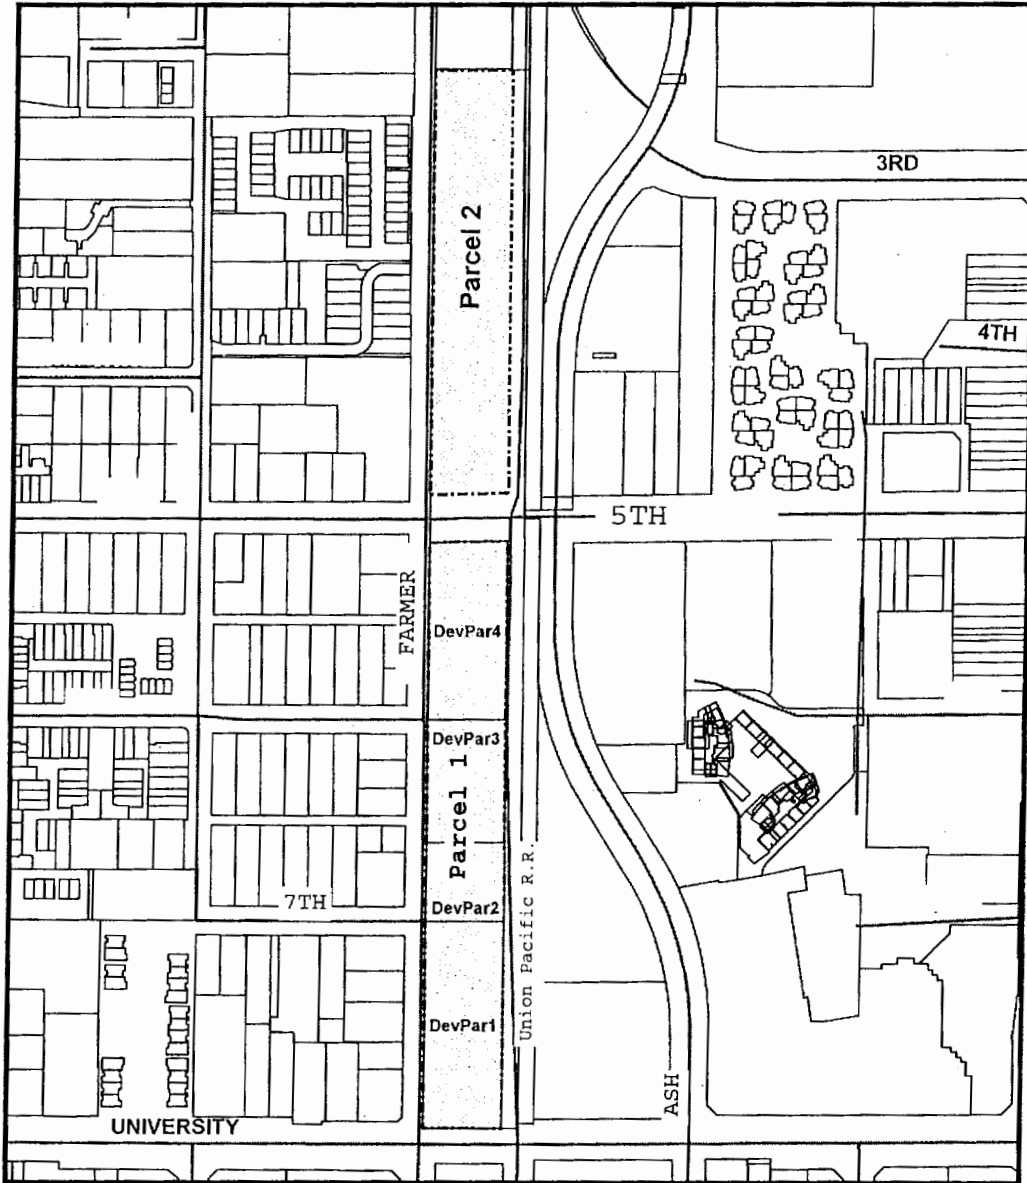 3RD
Parcel 2
4TH
5TH
FARMER
DevPar4
DevPar3
Parcel 1
Union Pacific R.R.
7TH
DevPar2
DevPar1
ASH
UNIVERSITY